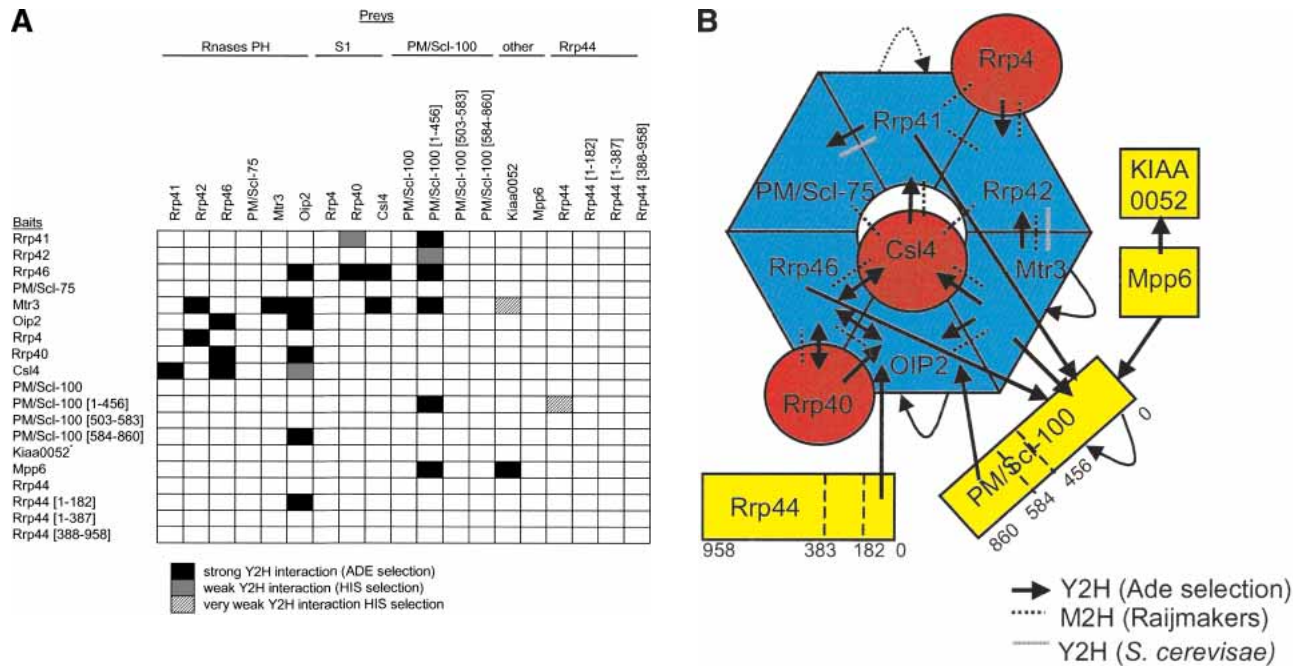 A
Preys
Rnases PH S1 PM/Scl-100 other Rrp44
Rrp41
Rrp42
Rrp46
PM/Scl-75
Mtr3
Oip2
Rrp4
Rrp40
Csl4
PM/Scl-100
PM/Scl-100 [1-456]
PM/Scl-100 [503-583]
PM/Scl-100 [584-860]
Kiaa0052
Mpp6
Rrp44
Rrp44 [1-182]
Rrp44 [1-387]
Rrp44 [388-958]
Baits
Rrp41
Rrp42
Rrp46
PM/Scl-75
Mtr3
Oip2
Rrp4
Rrp40
Csl4
PM/Scl-100
PM/Scl-100 [1-456]
PM/Scl-100 [503-583]
PM/Scl-100 [584-860]
Kiaa0052
Mpp6
Rrp44
Rrp44 [1-182]
Rrp44 [1-387]
Rrp44 [388-958]
strong Y2H interaction (ADE selection)
weak Y2H interaction (HIS selection)
very weak Y2H interaction HIS selection
B
Rrp4
Rrp41
PM/Scl-75
Rrp42
KIAA
0052
Csl4
Rrp46
Mtr3
Mpp6
OIP2
Rrp40
PM/Scl-100
0
456
584
860
Rrp44
958 383 182 0
Y2H (Ade selection)
M2H (Raijmakers)
Y2H (S. cerevisae)